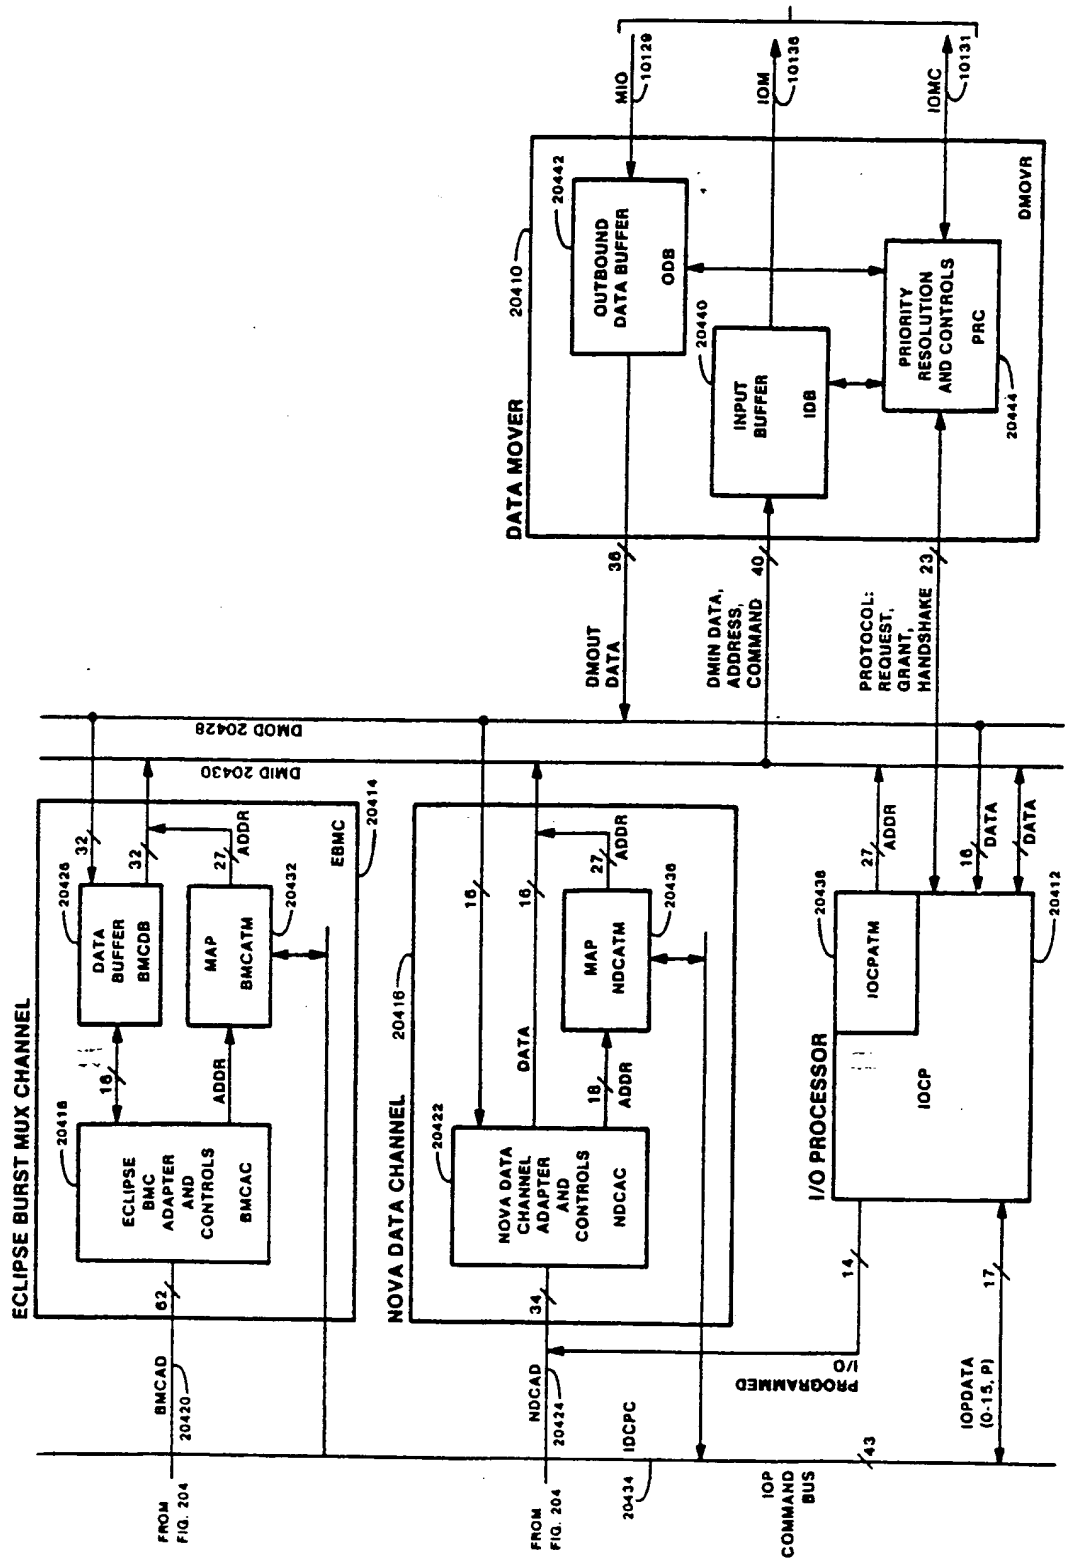 ECLIPSE BURST MUX CHANNEL
FROM
FIG. 204
BMCAD
20420
62
20418
ECLIPSE
BMC
ADAPTER
AND
CONTROLS
BMCAC
16
ADDR
20426
DATA
BUFFER
BMCDB
MAP
BMCATM
20432
32
32
27
ADDR
EBMC
20414
DMID 20430
DMOD 20428
NOVA DATA CHANNEL
20416
FROM
FIG. 204
NDCAD
20424
34
20422
NOVA DATA
CHANNEL
ADAPTER
AND
CONTROLS
NDCAC
16
DATA
16
18
ADDR
MAP
NDCATM
20436
27
ADDR
IDCPC
20434
IOP
COMMAND
BUS
43
PROGRAMMED
I/O
14
IOPDATA
(0-15, P)
17
I/O PROCESSOR
IOCP
IOCPATM
20438
20412
27
ADDR
16
DATA
DATA
DMOUT
DATA
36
DMIN DATA,
ADDRESS,
COMMAND
40
PROTOCOL:
REQUEST,
GRANT,
HANDSHAKE
23
DATA MOVER
20410
OUTBOUND
DATA BUFFER
ODB
20442
INPUT
BUFFER
IDB
20440
PRIORITY
RESOLUTION
AND CONTROLS
PRC
20444
DMOVR
MIO
10129
IOM
10136
IOMC
10131